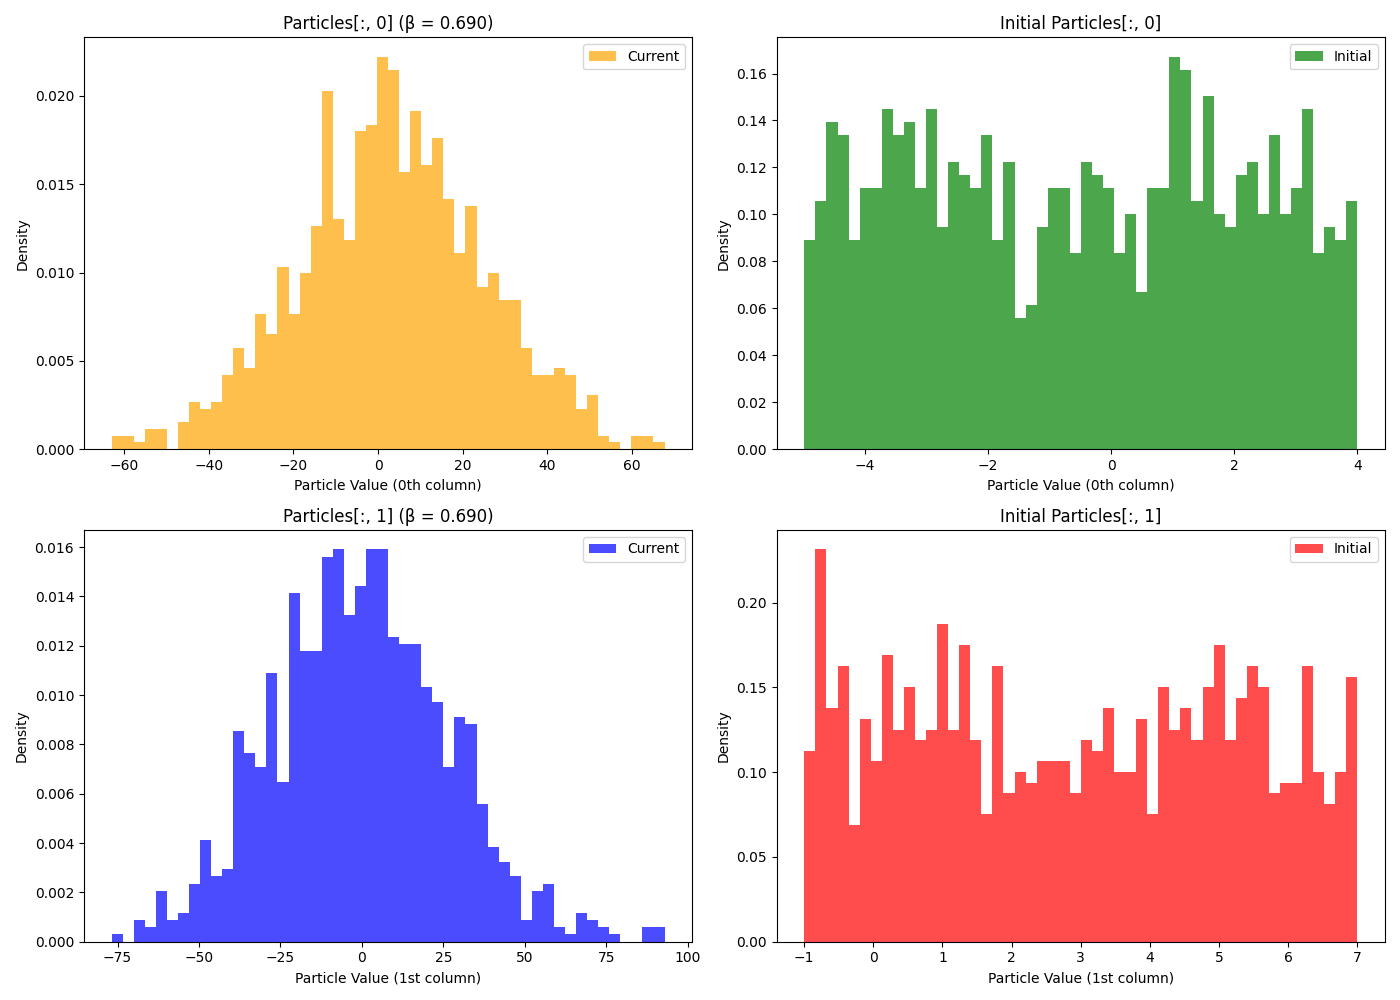 Particles[:, 0] (β = 0.690)
Current
0.020
0.015
0.010
0.005
0.000
Density
−60 −40 −20 0 20 40 60
Particle Value (0th column)
Initial Particles[:, 0]
Initial
0.16
0.14
0.12
0.10
0.08
0.06
0.04
0.02
0.00
Density
−4 −2 0 2 4
Particle Value (0th column)
Particles[:, 1] (β = 0.690)
Current
0.016
0.014
0.012
0.010
0.008
0.006
0.004
0.002
0.000
Density
−75 −50 −25 0 25 50 75 100
Particle Value (1st column)
Initial Particles[:, 1]
Initial
0.20
0.15
0.10
0.05
0.00
Density
−1 0 1 2 3 4 5 6 7
Particle Value (1st column)